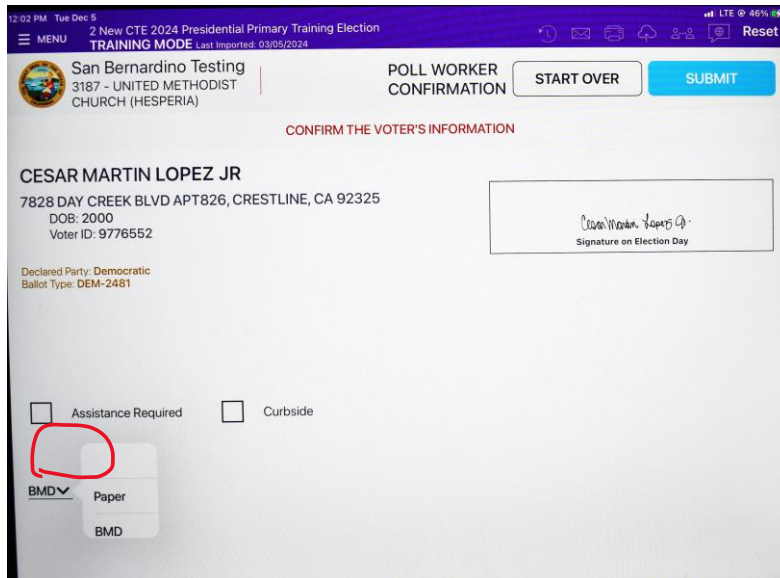 12:02 PM Tue Dec 5
LTE 46%
MENU
2 New CTE 2024 Presidential Primary Training Election
TRAINING MODE Last Imported: 03/05/2024
Reset
San Bernardino Testing
3187 - UNITED METHODIST
CHURCH (HESPERIA)
POLL WORKER
CONFIRMATION
START OVER
SUBMIT
CONFIRM THE VOTER'S INFORMATION
CESAR MARTIN LOPEZ JR
7828 DAY CREEK BLVD APT826, CRESTLINE, CA 92325
DOB: 2000
Voter ID: 9776552
Cesar Martin Lopez Jr.
Signature on Election Day
Declared Party: Democratic
Ballot Type: DEM-2481
Assistance Required
Curbside
BMD
Paper
BMD